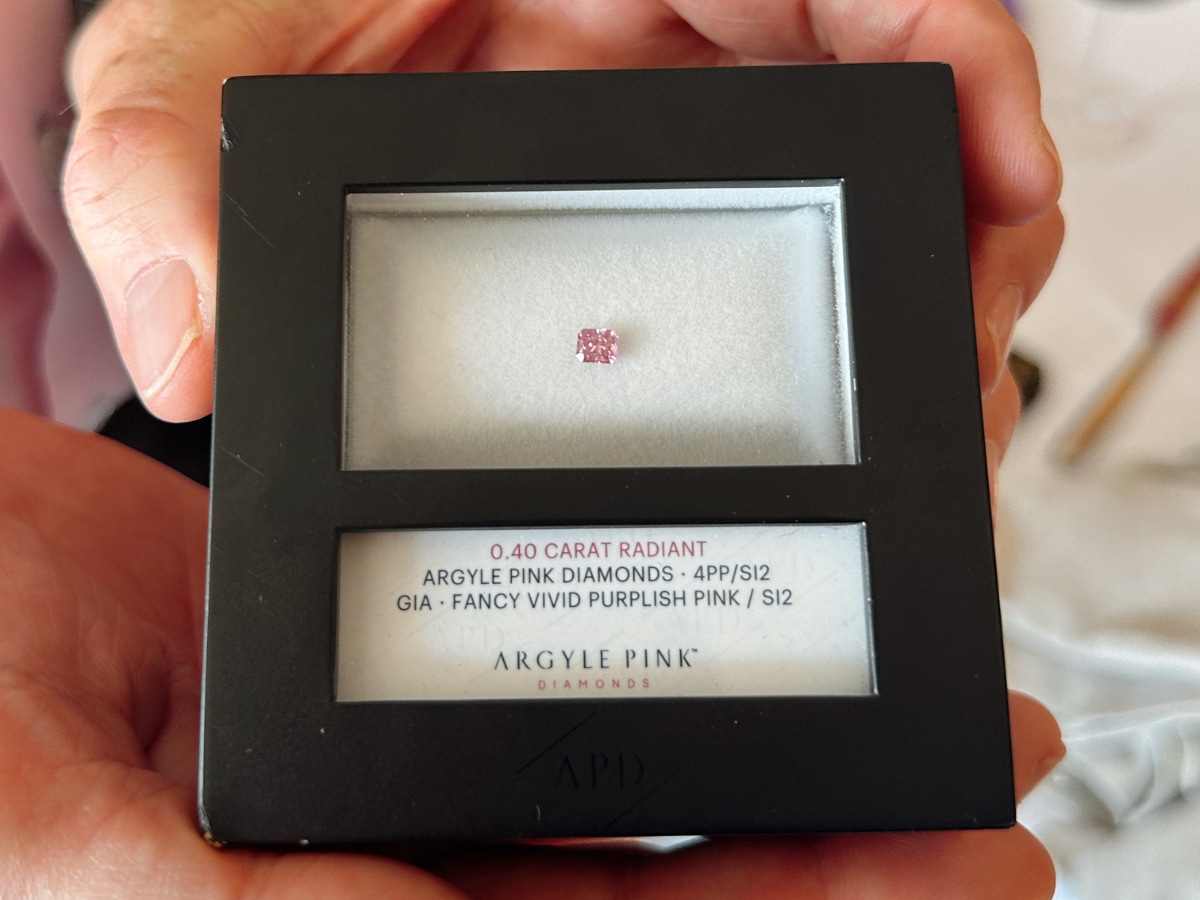 0.40 CARAT RADIANT
ARGYLE PINK DIAMONDS · 4PP/SI2
GIA · FANCY VIVID PURPLISH PINK / SI2
ARGYLE PINK™
DIAMONDS
APD